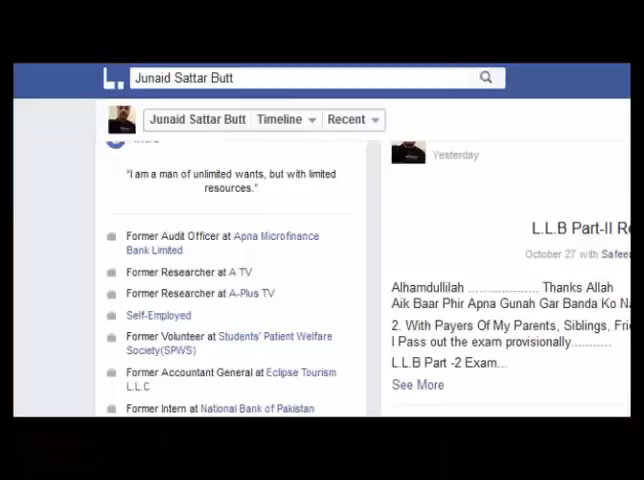 Junaid Sattar Butt
Junaid Sattar Butt Timeline Recent
"I am a man of unlimited wants, but with limited
resources."
Former Audit Officer at Apna Microfinance
Bank Limited
Former Researcher at A TV
Former Researcher at A-Plus TV
Self-Employed
Former Volunteer at Students' Patient Welfare
Society(SPWS)
Former Accountant General at Eclipse Tourism
L.L.C
Former Intern at National Bank of Pakistan
Yesterday
L.L.B Part-II
October 27 with
Alhamdullilah .................... Thanks Allah
Aik Baar Phir Apna Gunah Gar Banda Ko
2. With Payers Of My Parents, Siblings,
I Pass out the exam provisionally...........
L.L.B Part -2 Exam...
See More